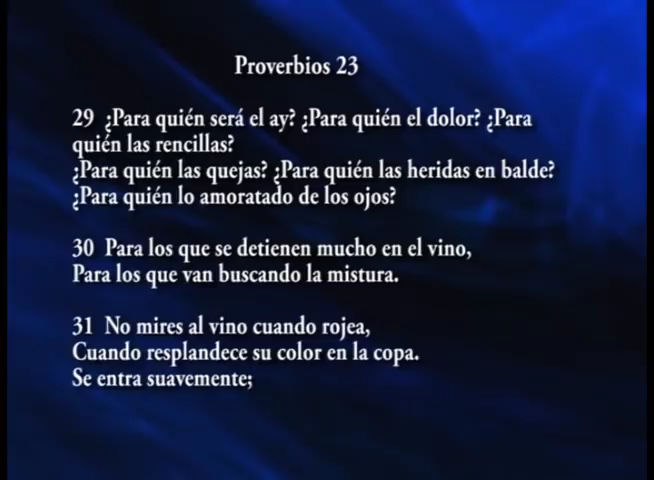 Proverbios 23
29 ¿Para quién será el ay? ¿Para quién el dolor? ¿Para
quién las rencillas?
¿Para quién las quejas? ¿Para quién las heridas en balde?
¿Para quién lo amoratado de los ojos?
30 Para los que se detienen mucho en el vino,
Para los que van buscando la mistura.
31 No mires al vino cuando rojea,
Cuando resplandece su color en la copa.
Se entra suavemente;